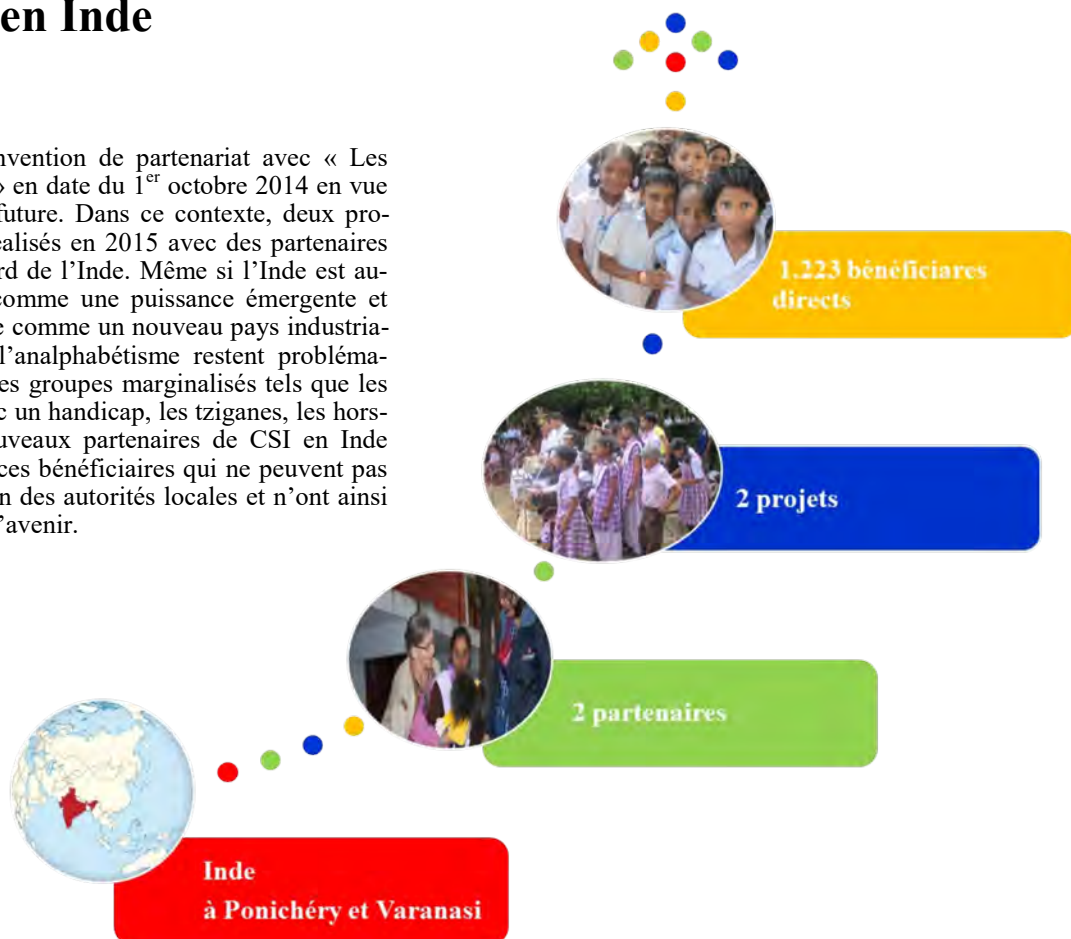 en Inde
nvention de partenariat avec « Les
» en date du 1er octobre 2014 en vue
future. Dans ce contexte, deux pro-
éalisés en 2015 avec des partenaires
rd de l’Inde. Même si l’Inde est au-
comme une puissance émergente et
e comme un nouveau pays industria-
l’analphabétisme restent probléma-
es groupes marginalisés tels que les
c un handicap, les tziganes, les hors-
uveaux partenaires de CSI en Inde
ces bénéficiaires qui ne peuvent pas
n des autorités locales et n’ont ainsi
’avenir.
1.223 bénéficiares
directs
2 projets
2 partenaires
Inde
à Ponichéry et Varanasi